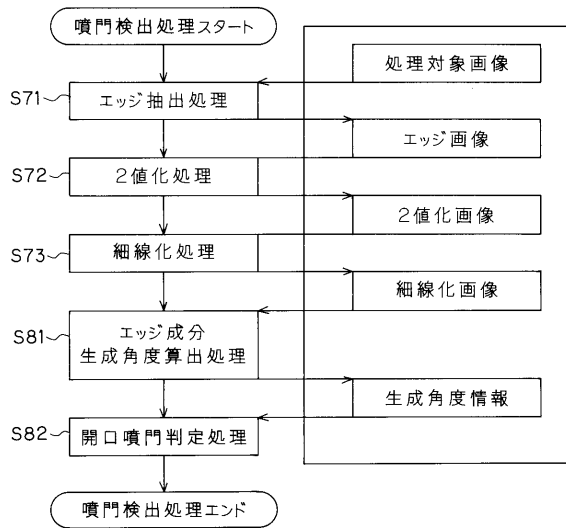 噴門検出処理スタート
処理対象画像
S71
エッジ抽出処理
エッジ画像
S72
2値化処理
2値化画像
S73
細線化処理
細線化画像
S81
エッジ成分
生成角度算出処理
生成角度情報
S82
開口噴門判定処理
噴門検出処理エンド